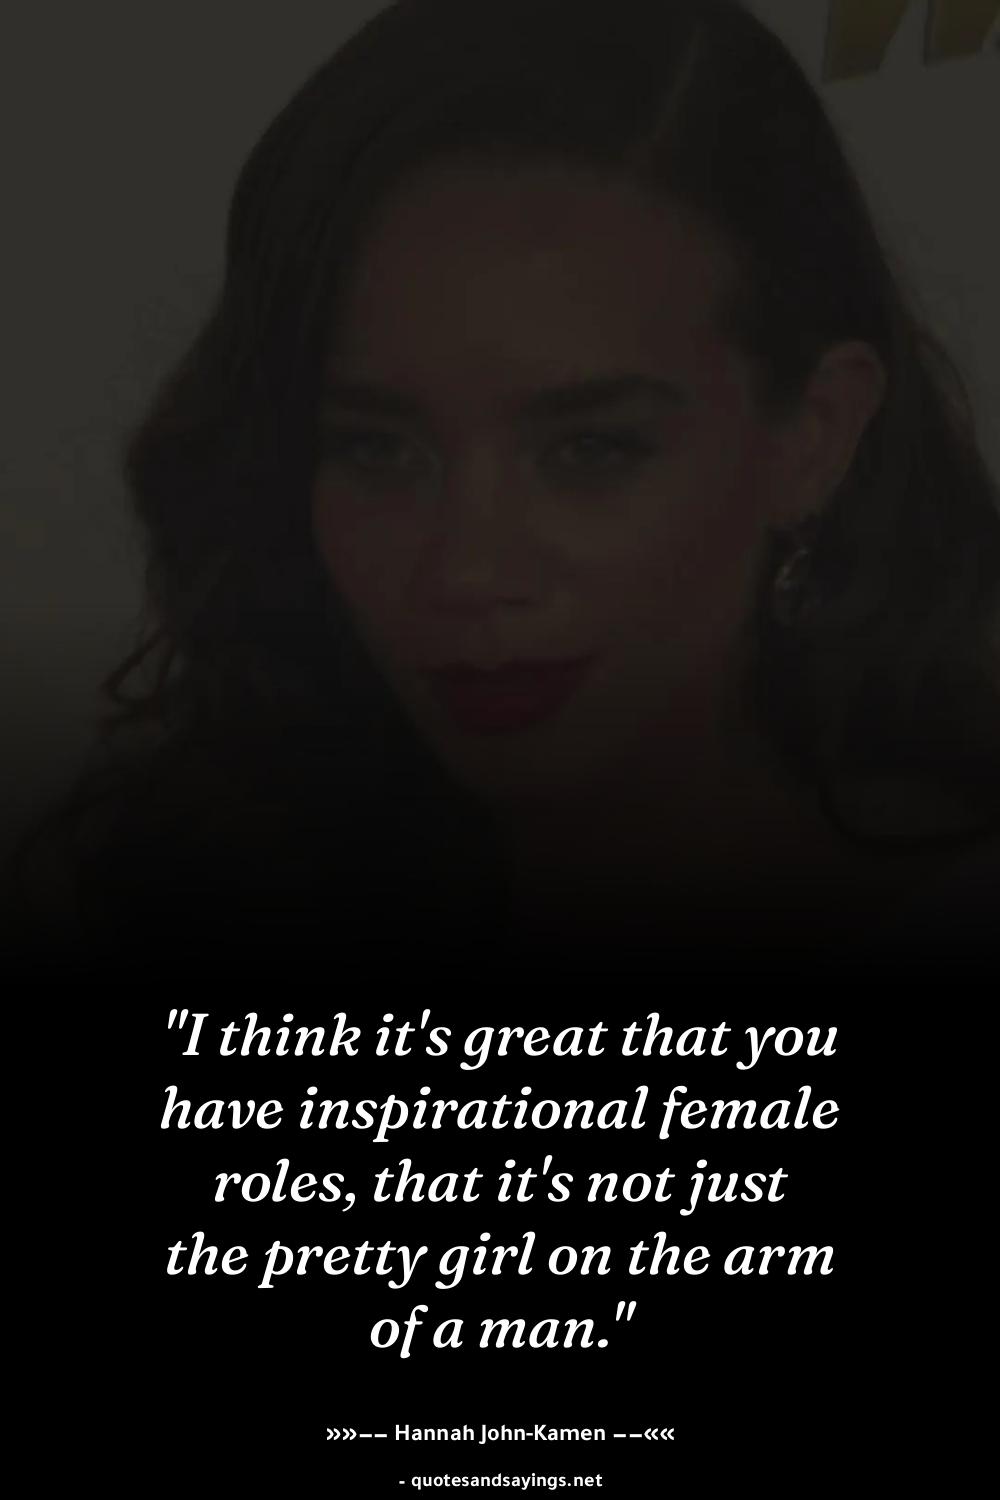 "I think it's great that you
have inspirational female
roles, that it's not just
the pretty girl on the arm
of a man."
»»−− Hannah John-Kamen −−««
- quotesandsayings.net